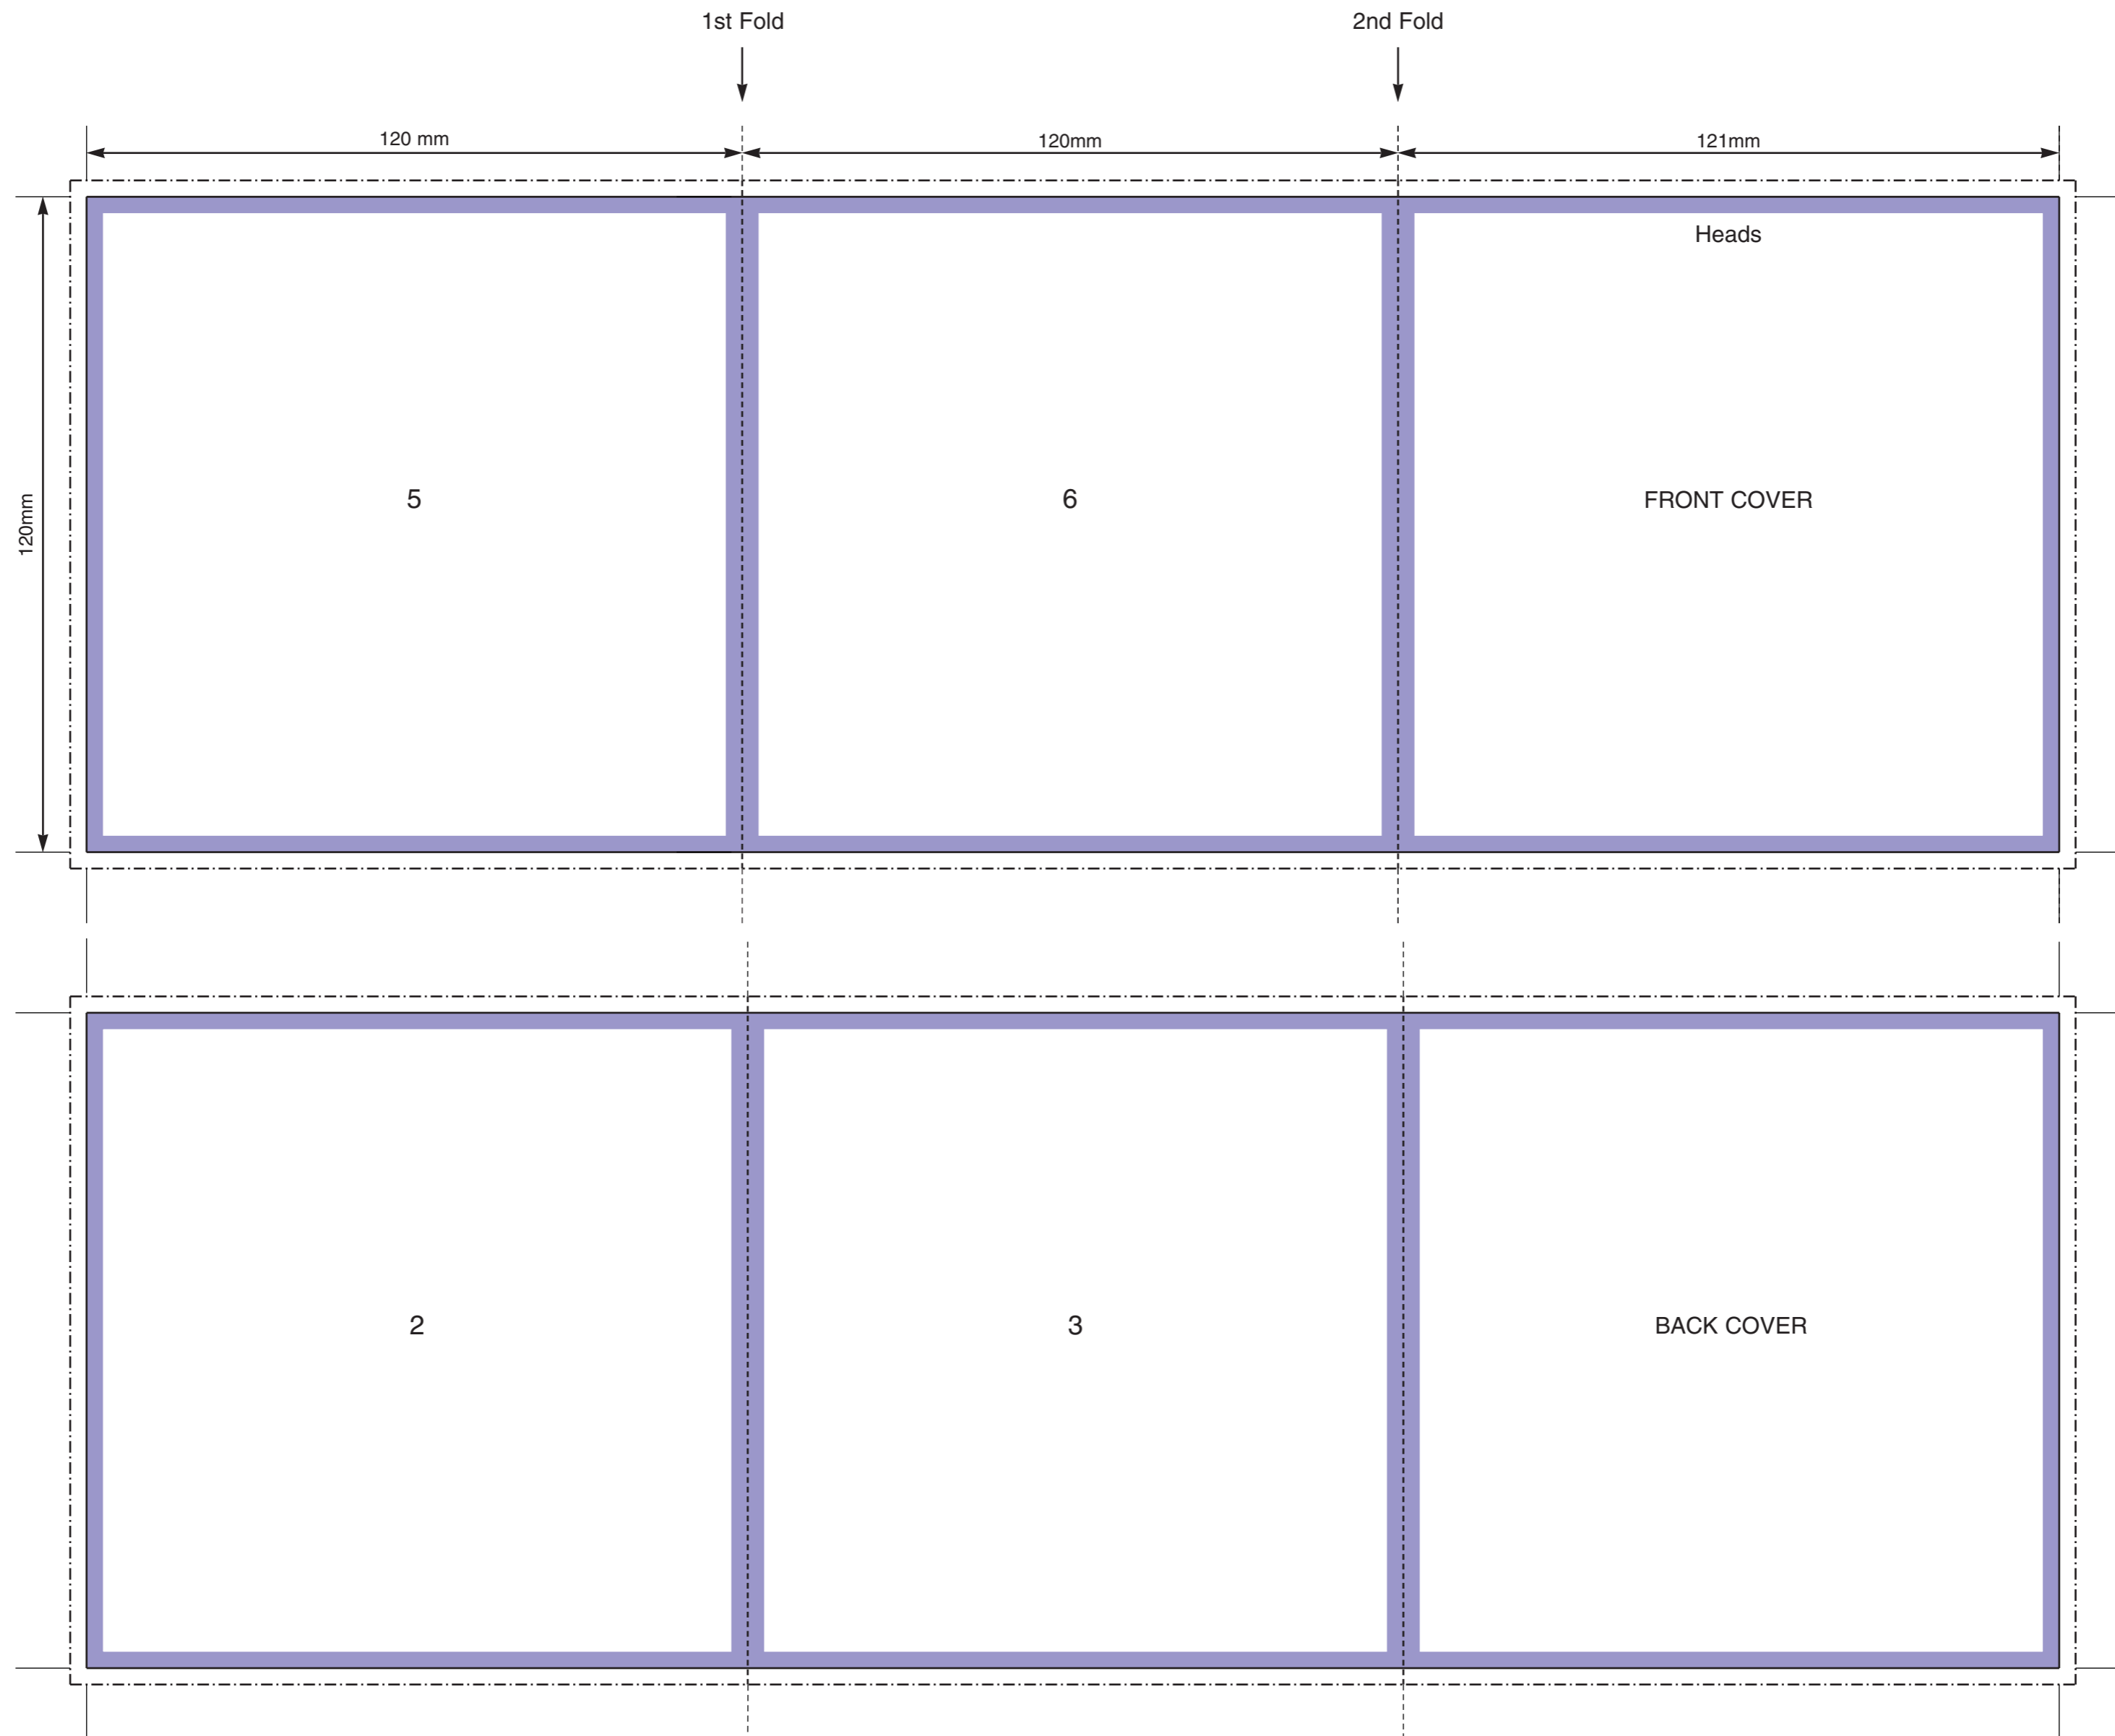 1st Fold
2nd Fold
120 mm
120mm
121mm
Heads
120mm
5
6
FRONT COVER
2
3
BACK COVER